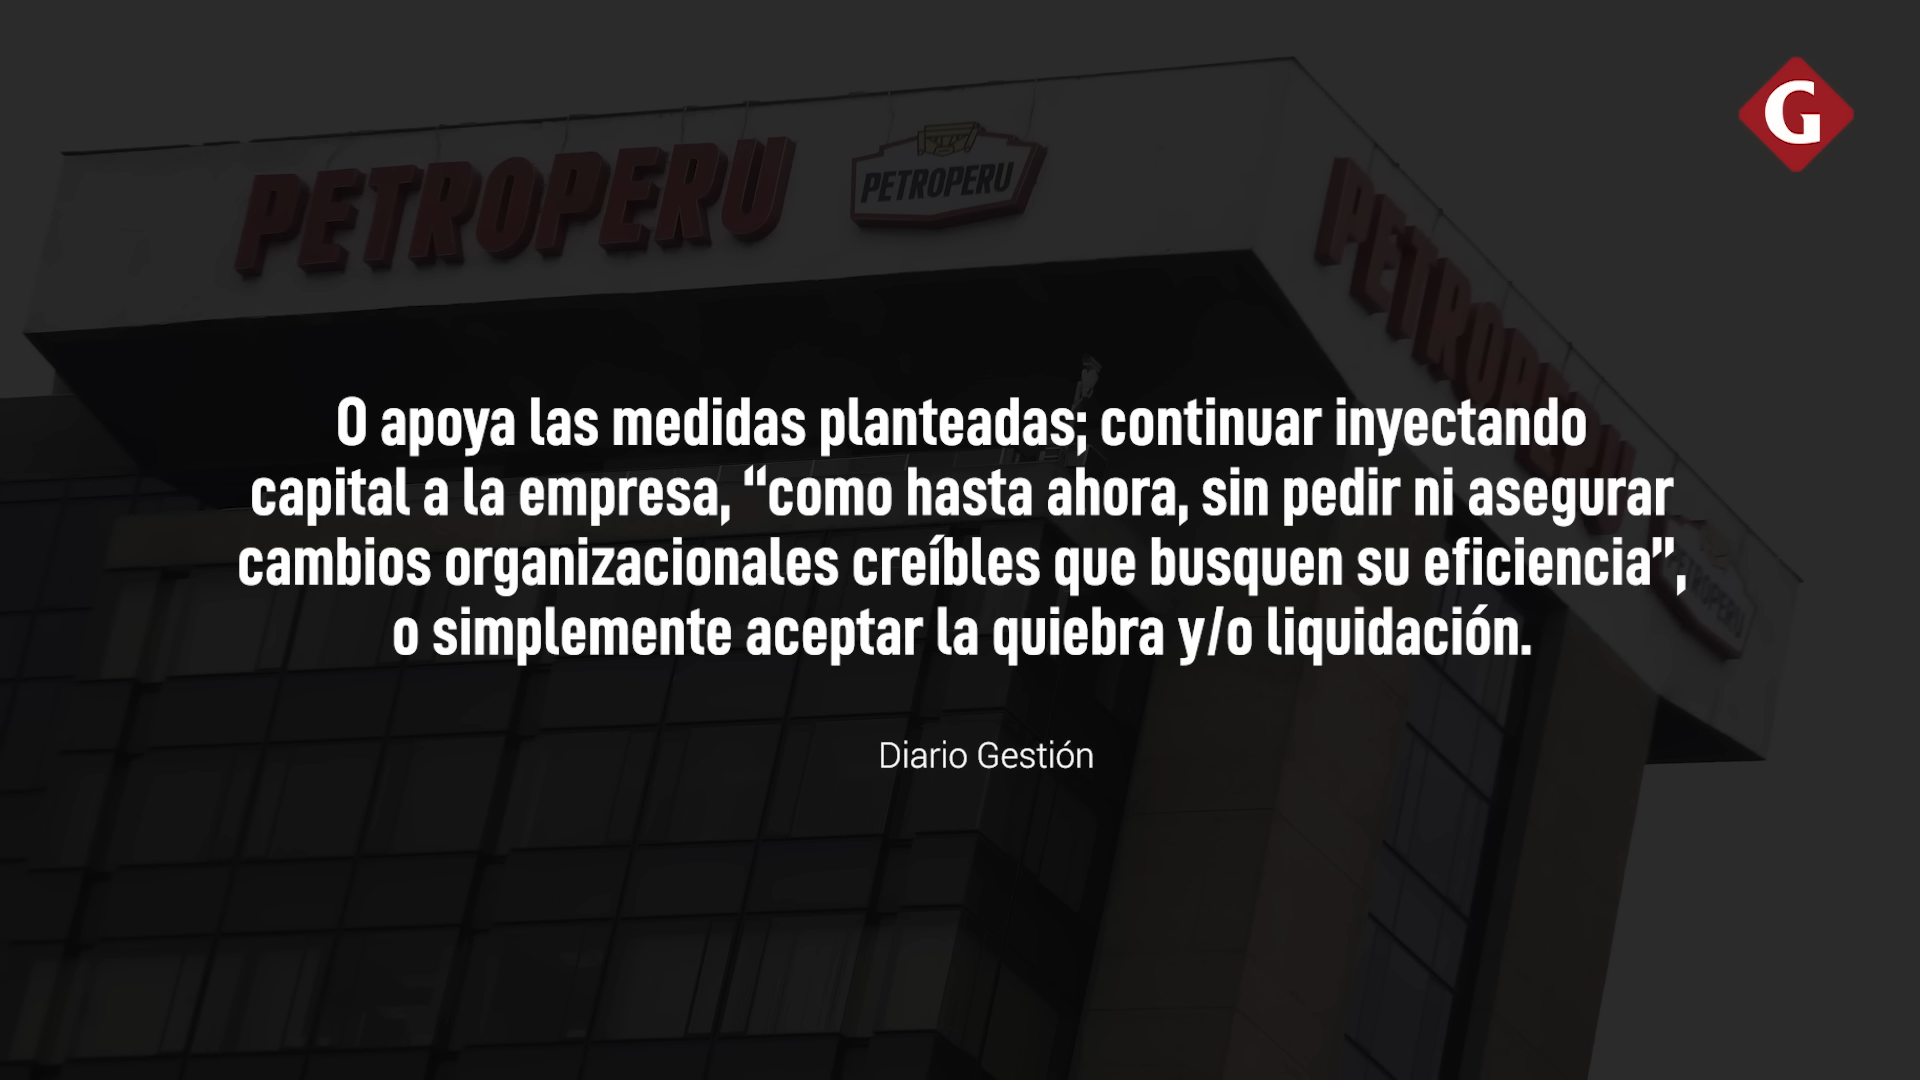 G
PETROPERU
PETROPERU
PETROPERU
O apoya las medidas planteadas; continuar inyectando
capital a la empresa, “como hasta ahora, sin pedir ni asegurar
cambios organizacionales creíbles que busquen su eficiencia”,
o simplemente aceptar la quiebra y/o liquidación.
PETROPERU
Diario Gestión